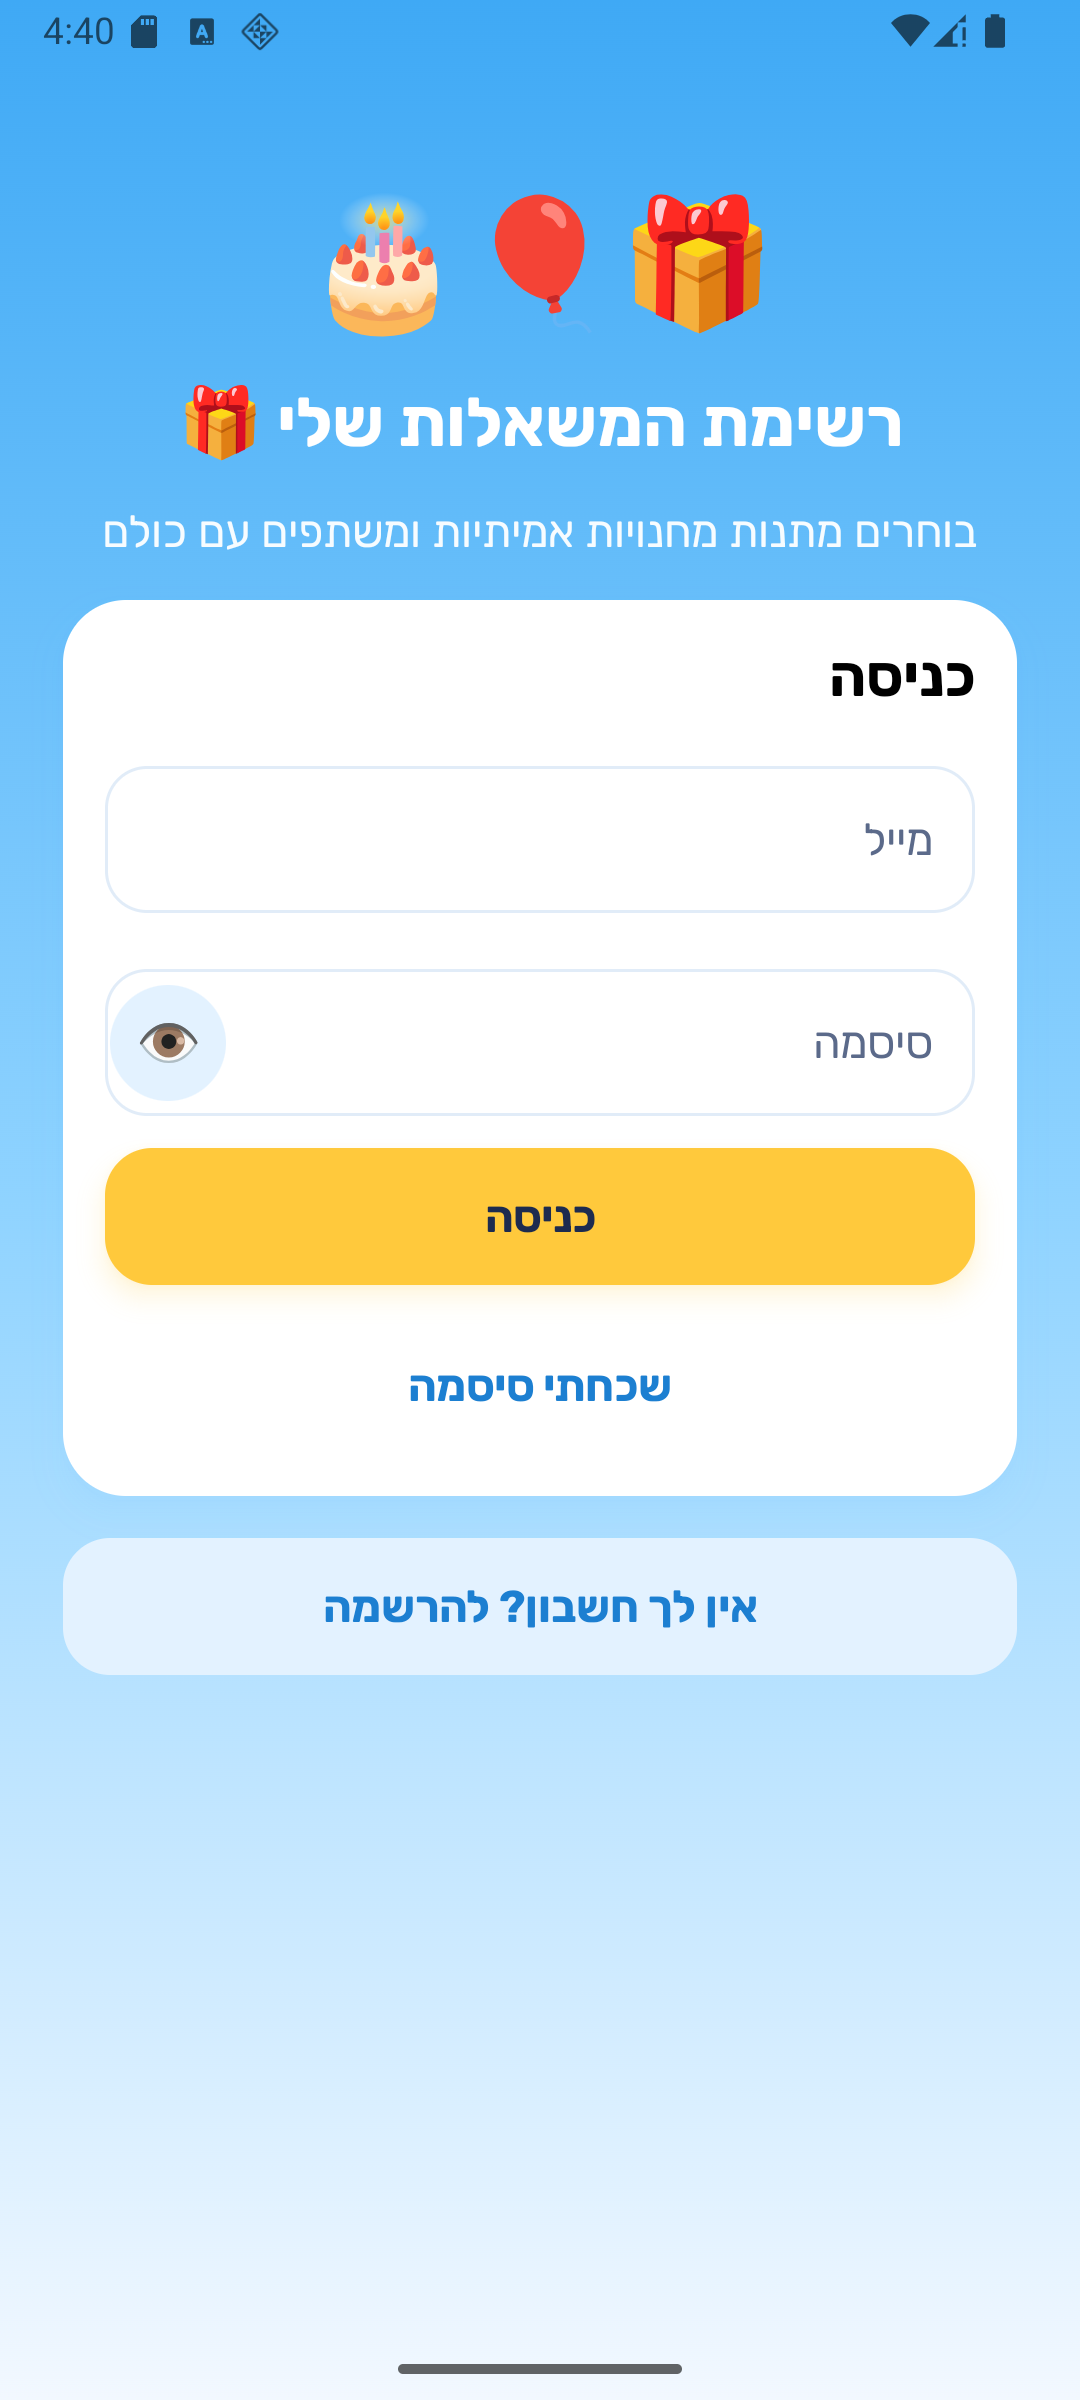 4:40
רשימת המשאלות שלי 🎁
בוחרים מתנות מחנויות אמיתיות ומשתפים עם כולם
כניסה
מייל
סיסמה
כניסה
שכחתי סיסמה
אין לך חשבון? להרשמה